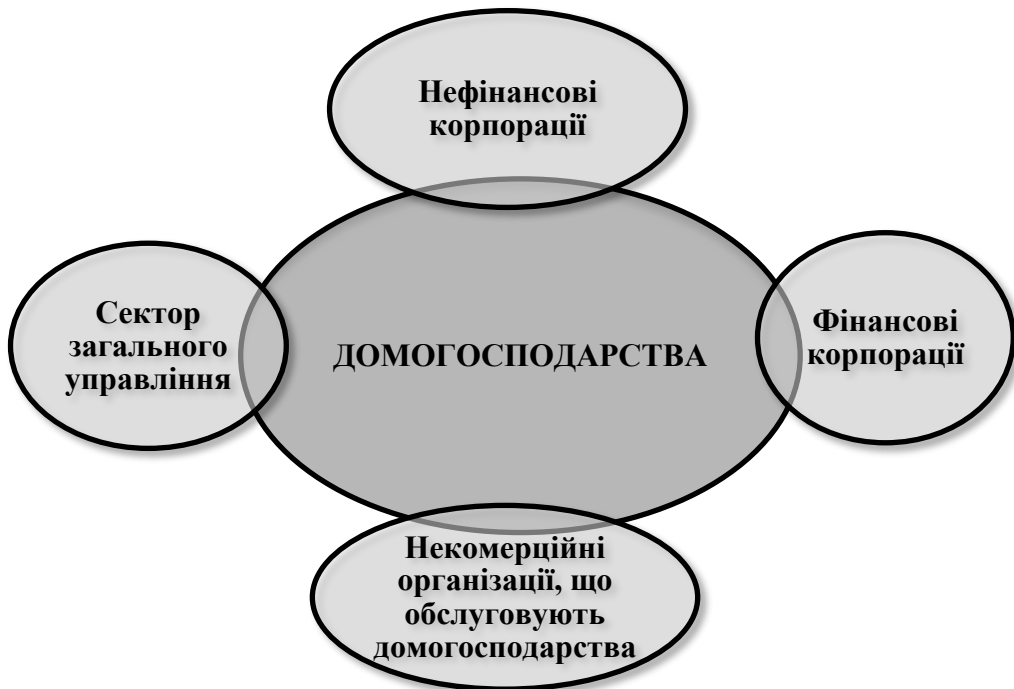 Нефінансові
корпорації
Сектор
загального
управління
ДОМОГОСПОДАРСТВА
Фінансові
корпорації
Некомерційні
організації, що
обслуговують
домогосподарства